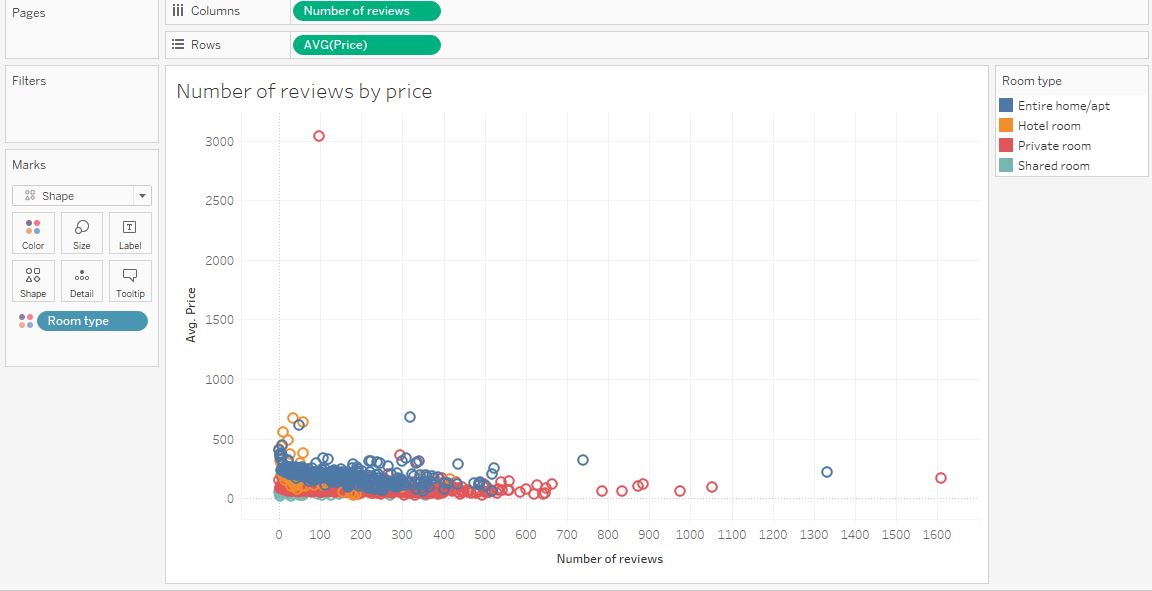 Pages
Columns
Number of reviews
Rows
AVG(Price)
Filters
Marks
Shape
Color
Size
Label
Shape
Detail
Tooltip
Room type
Number of reviews by price
3000
2500
2000
1500
1000
500
0
Avg. Price
0 100 200 300 400 500 600 700 800 900 1000 1100 1200 1300 1400 1500 1600
Number of reviews
Room type
Entire home/apt
Hotel room
Private room
Shared room